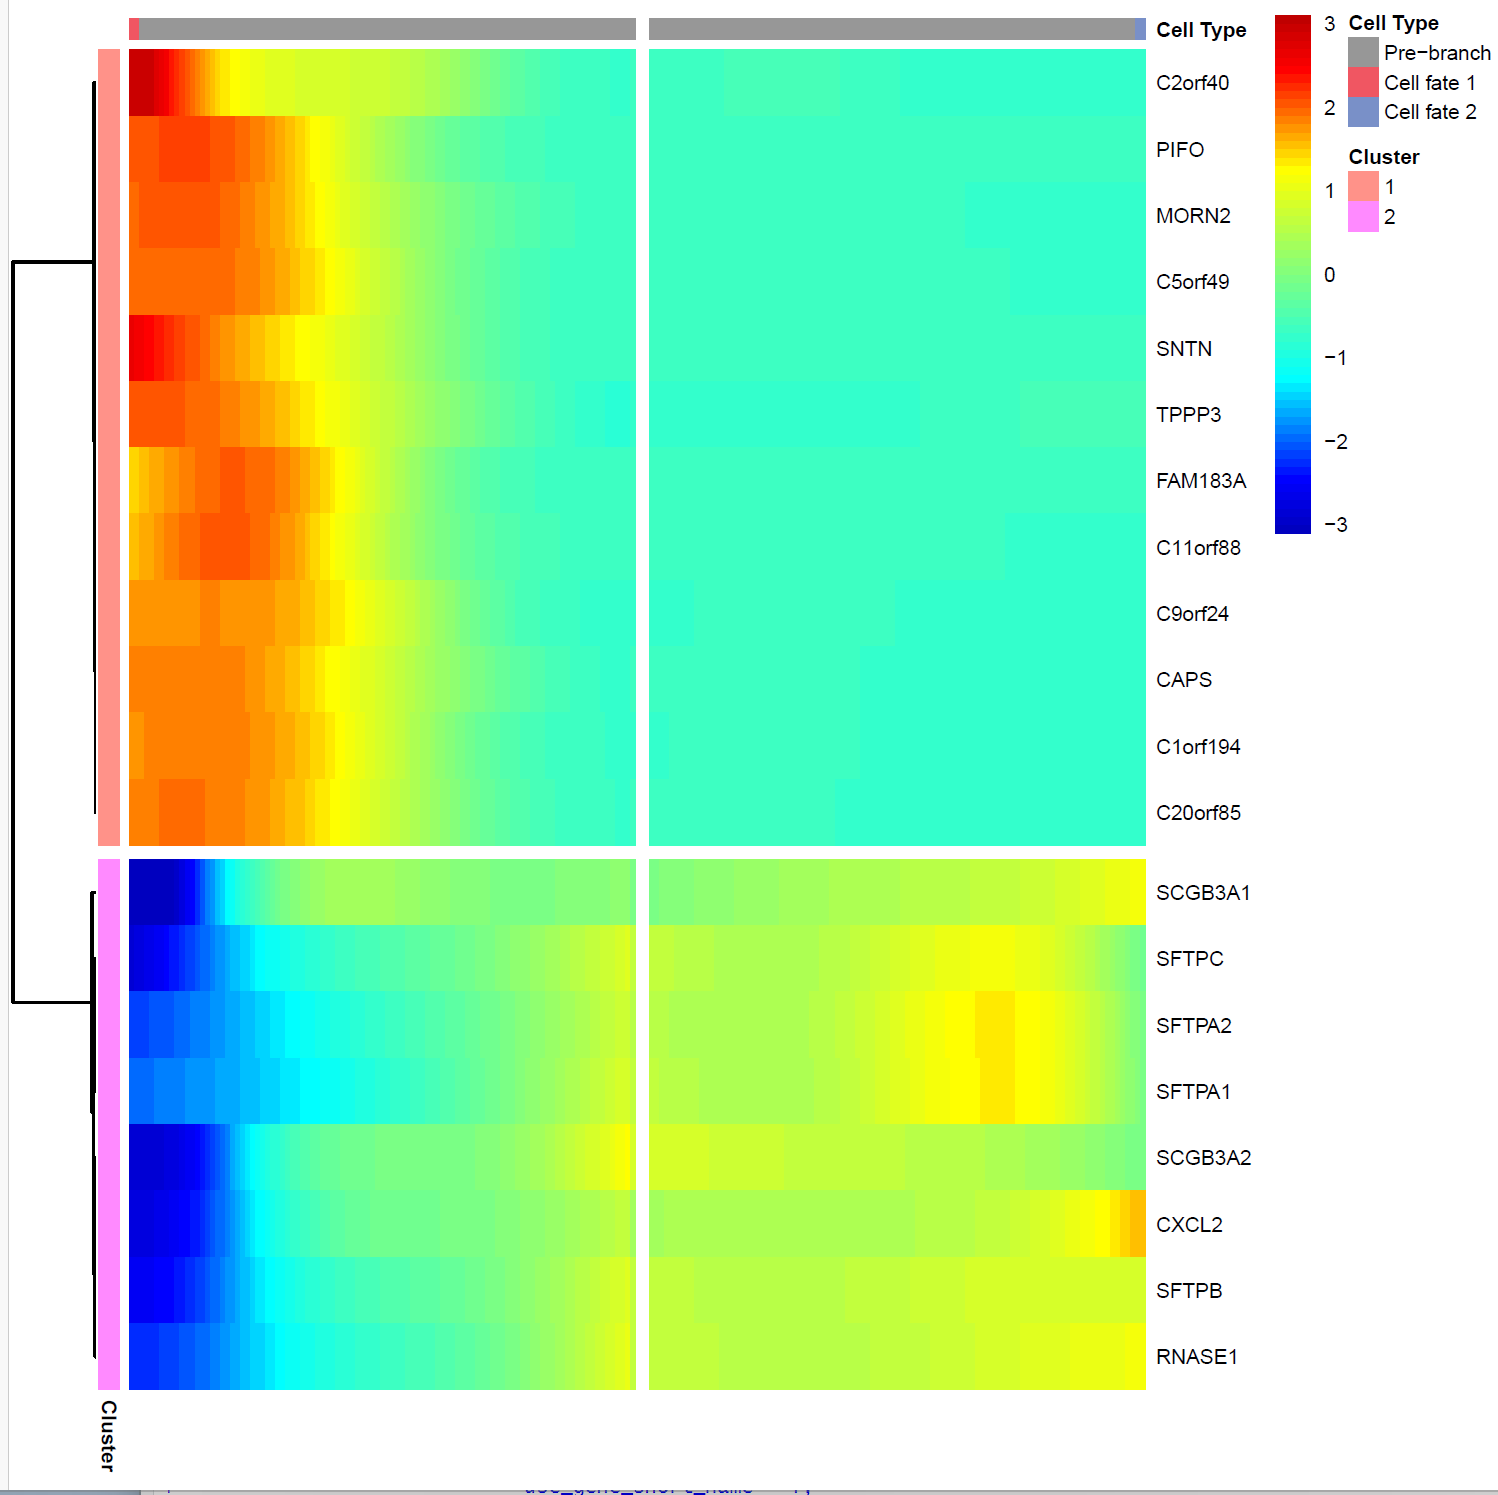 Cell Type
C2orf40
PIFO
MORN2
C5orf49
SNTN
TPPP3
FAM183A
C11orf88
C9orf24
CAPS
C1orf194
C20orf85
SCGB3A1
SFTPC
SFTPA2
SFTPA1
SCGB3A2
CXCL2
SFTPB
RNASE1
3
2
1
0
−1
−2
−3
Cell Type
Pre−branch
Cell fate 1
Cell fate 2
Cluster
1
2
Cluster